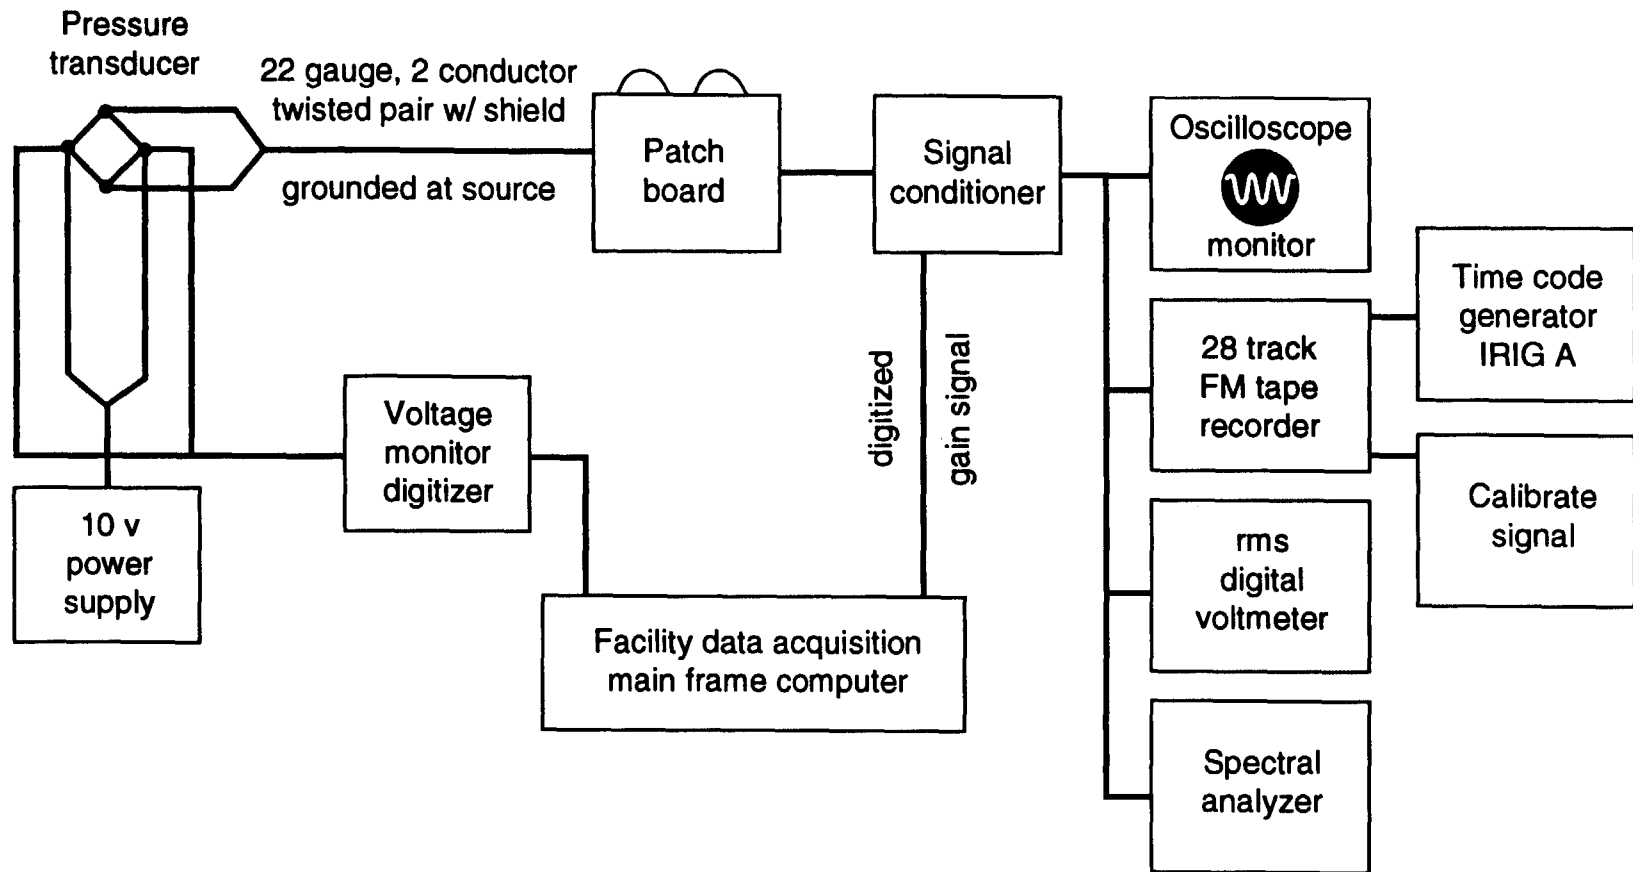 Pressure
transducer
22 gauge, 2 conductor
twisted pair w/ shield
grounded at source
Patch
board
Signal
conditioner
Oscilloscope
monitor
Time code
generator
IRIG A
28 track
FM tape
recorder
Calibrate
signal
digitized
gain signal
Voltage
monitor
digitizer
10 v
power
supply
rms
digital
voltmeter
Facility data acquisition
main frame computer
Spectral
analyzer